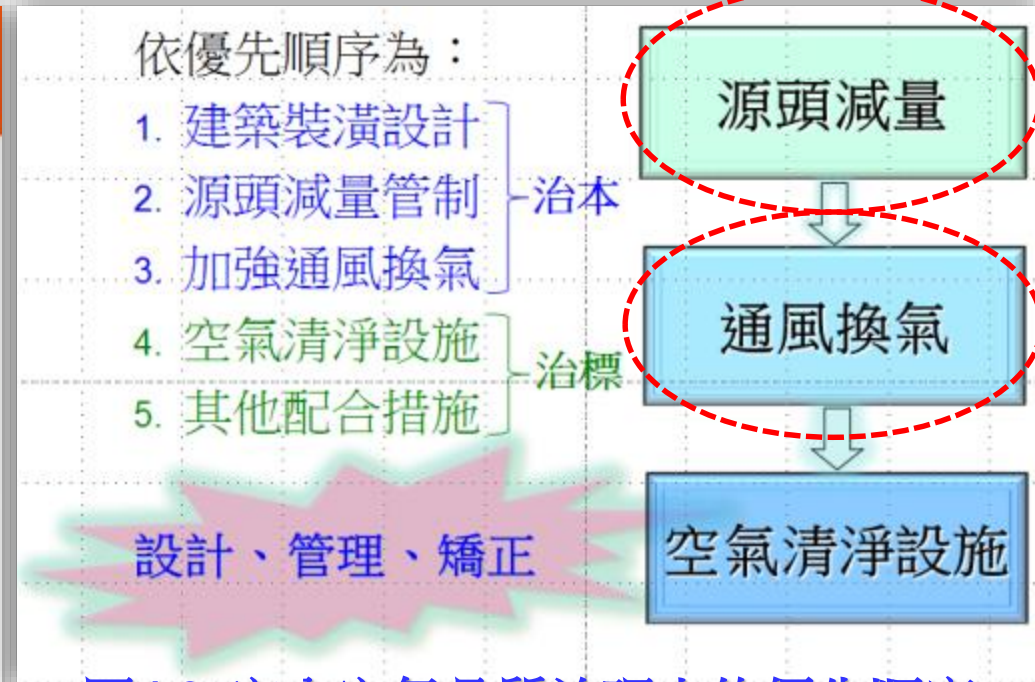 依優先順序為：
1. 建築裝潢設計
2. 源頭減量管制
3. 加強通風換氣
治本
4. 空氣清淨設施
5. 其他配合措施
治標
設計、管理、矯正
源頭減量
通風換氣
空氣清淨設施